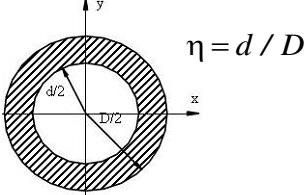 y
η = d / D
d/2
x
D/2